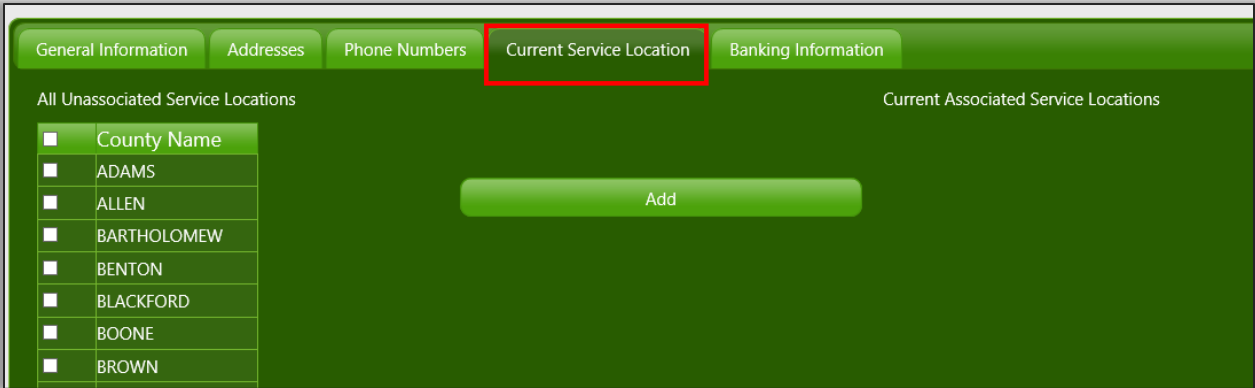 General Information
Addresses
Phone Numbers
Current Service Location
Banking Information
All Unassociated Service Locations
Current Associated Service Locations
County Name
ADAMS
ALLEN
Add
BARTHOLOMEW
BENTON
BLACKFORD
BOONE
BROWN